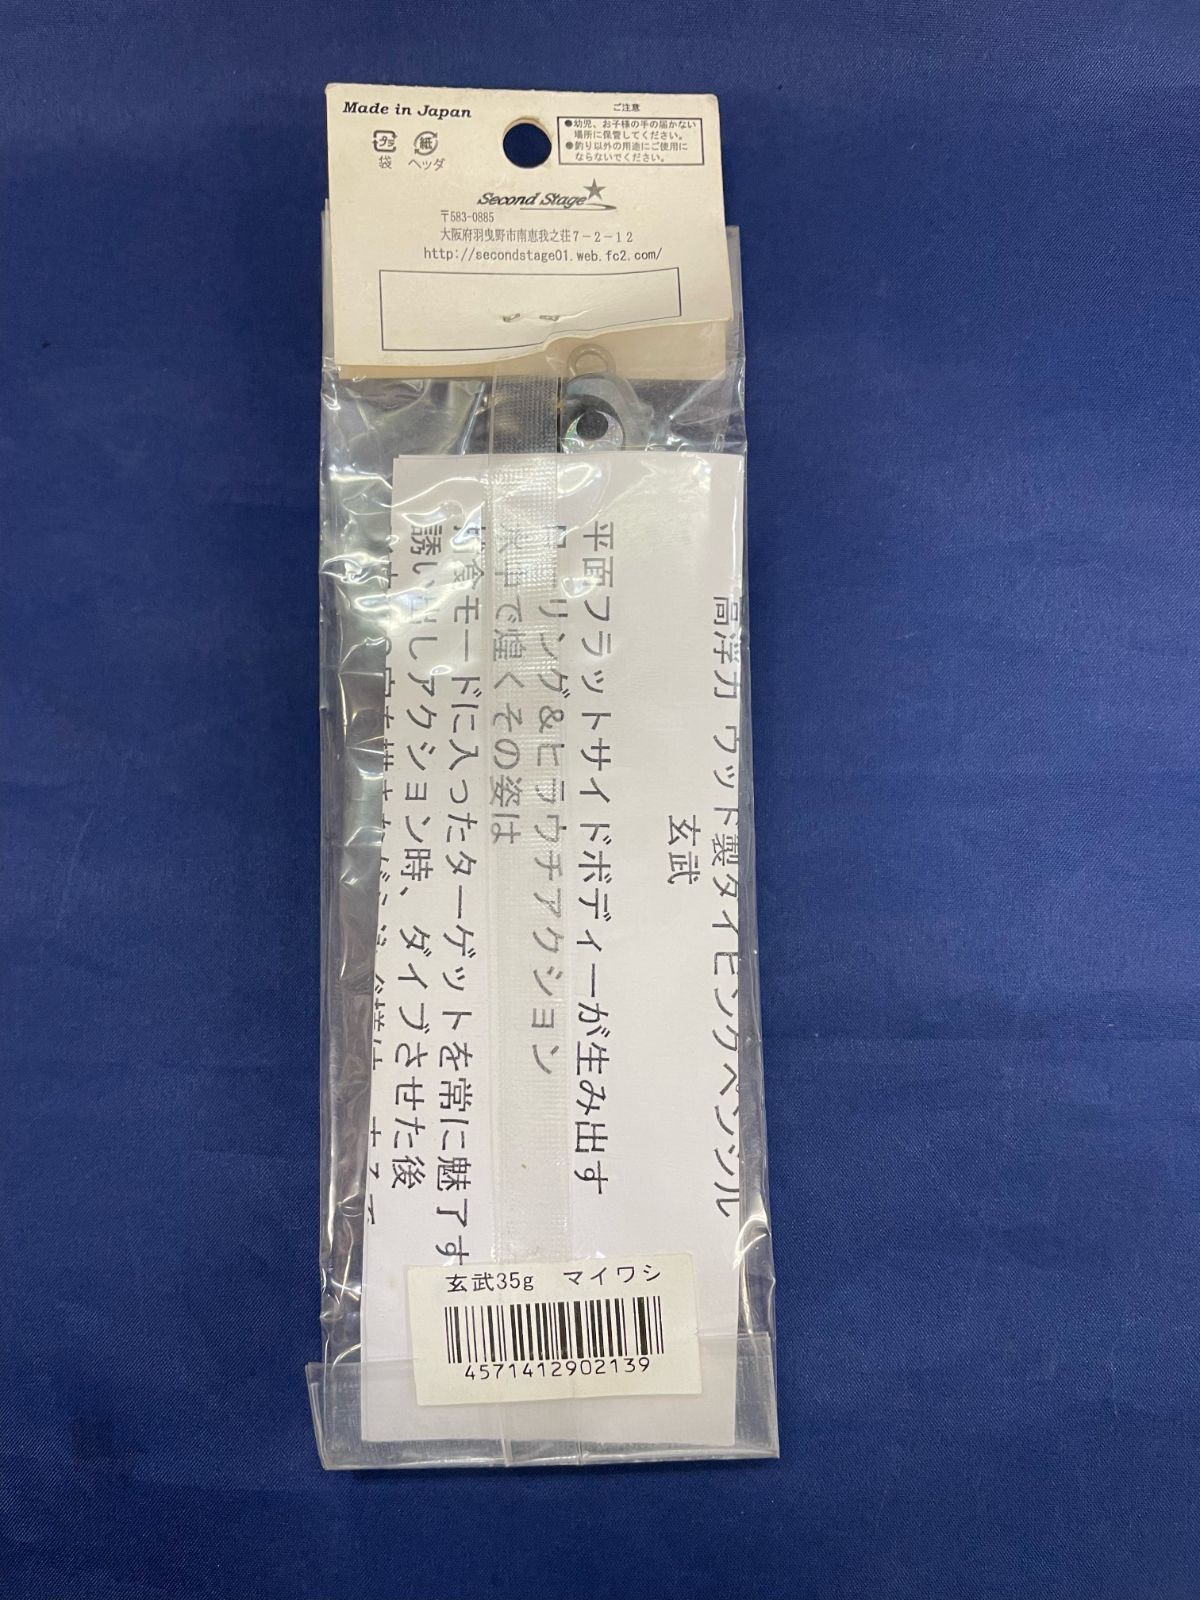 Made in Japan
ご注意
●幼児、お子様の手の届かない
場所に保管してください。
●釣り以外の用途にご使用に
ならないでください。
プラ
袋
紙
ヘッダ
Second Stage
〒583-0885
大阪府羽曳野市南恵我之荘7-2-12
http://secondstage01.web.fc2.com/
高浮力 ウッド製ダイビングペンシル
玄武
平面フラットサイドボディーが生み出す
ローリング&ヒラウチアクション
で煌くその姿は
食モードに入ったターゲットを常に魅了す
誘い出しアクション時、ダイブさせた後
玄武35g マイワシ
4571412902139